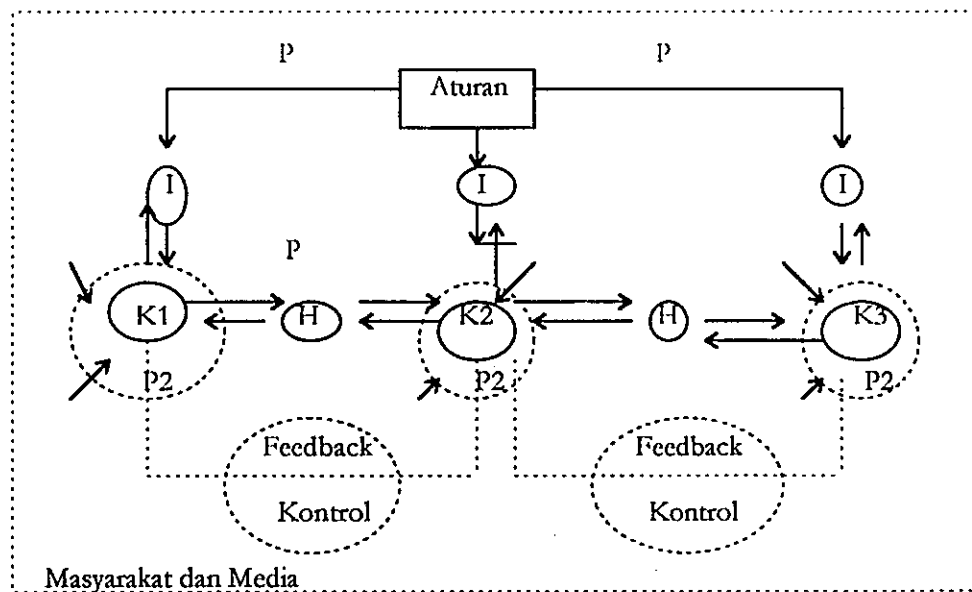 P P
Aturan
I I I
P
K1 H K2 H K3
P2 P2 P2
Feedback Feedback
Kontrol Kontrol
Masyarakat dan Media